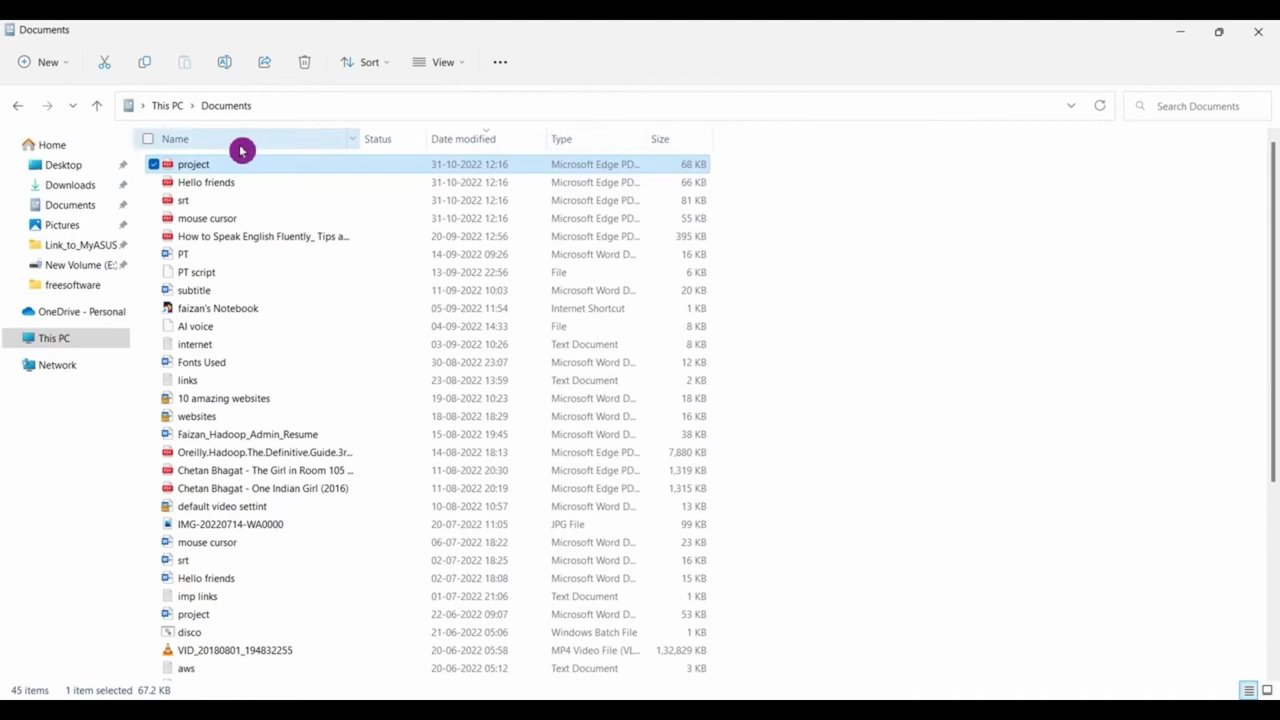 Documents
New Sort View
This PC > Documents Search Documents
Name Status Date modified Type Size
Home
Desktop
Downloads
Documents
Pictures
Link_to_MyASUS
New Volume (E:
freesoftware
OneDrive - Personal
This PC
Network
project 31-10-2022 12:16 Microsoft Edge PD... 68 KB
Hello friends 31-10-2022 12:16 Microsoft Edge PD... 66 KB
srt 31-10-2022 12:16 Microsoft Edge PD... 81 KB
mouse cursor 31-10-2022 12:16 Microsoft Edge PD... 55 KB
How to Speak English Fluently_ Tips a... 20-09-2022 12:56 Microsoft Edge PD... 395 KB
PT 14-09-2022 09:26 Microsoft Word D... 16 KB
PT script 13-09-2022 22:56 File 6 KB
subtitle 11-09-2022 10:03 Microsoft Word D... 20 KB
faizan's Notebook 05-09-2022 11:54 Internet Shortcut 1 KB
AI voice 04-09-2022 14:33 File 8 KB
internet 03-09-2022 10:26 Text Document 8 KB
Fonts Used 30-08-2022 23:07 Microsoft Word D... 12 KB
links 23-08-2022 13:59 Text Document 2 KB
10 amazing websites 19-08-2022 10:23 Microsoft Word D... 18 KB
websites 18-08-2022 18:29 Microsoft Word D... 16 KB
Faizan_Hadoop_Admin_Resume 15-08-2022 19:45 Microsoft Word D... 38 KB
Oreilly.Hadoop.The.Definitive.Guide.3r... 14-08-2022 18:13 Microsoft Edge PD... 7,880 KB
Chetan Bhagat - The Girl in Room 105 ... 11-08-2022 20:30 Microsoft Edge PD... 1,319 KB
Chetan Bhagat - One Indian Girl (2016) 11-08-2022 20:19 Microsoft Edge PD... 1,315 KB
default video settint 10-08-2022 10:57 Microsoft Word D... 13 KB
IMG-20220714-WA0000 20-07-2022 11:05 JPG File 99 KB
mouse cursor 06-07-2022 18:22 Microsoft Word D... 23 KB
srt 02-07-2022 18:25 Microsoft Word D... 16 KB
Hello friends 02-07-2022 18:08 Microsoft Word D... 15 KB
imp links 01-07-2022 21:06 Text Document 1 KB
project 22-06-2022 09:07 Microsoft Word D... 53 KB
disco 21-06-2022 05:06 Windows Batch File 1 KB
VID_20180801_194832255 20-06-2022 05:58 MP4 Video File (VL... 1,32,829 KB
aws 20-06-2022 05:12 Text Document 3 KB
45 items 1 item selected 67.2 KB